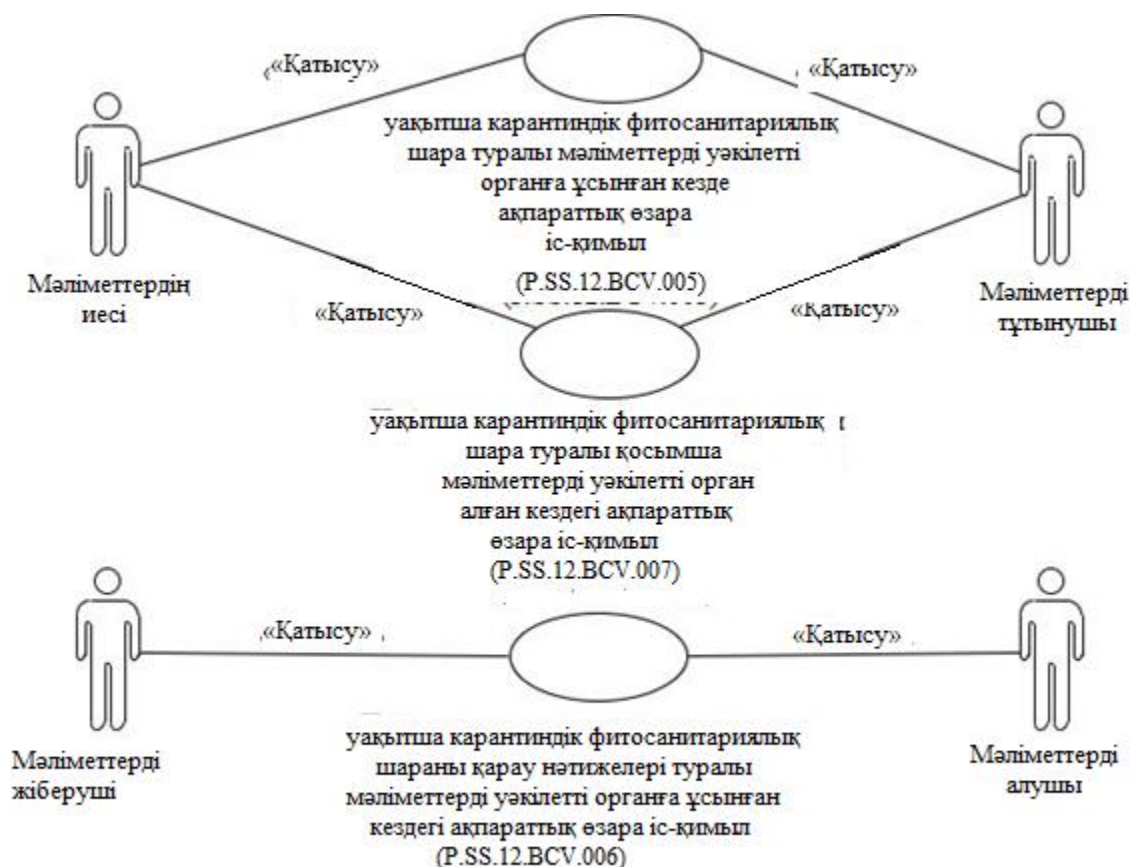 «Қатысу»
«Қатысу»
уақытша карантиндік фитосанитариялық
шара туралы мәліметтерді уәкілетті
органға ұсынған кезде
ақпараттық өзара
іс-қимыл
(P.SS.12.BCV.005)
Мәліметтердің
иесі
Мәліметтерді
тұтынушы
«Қатысу»
«Қатысу»
уақытша карантиндік фитосанитариялық
шара туралы қосымша
мәліметтерді уәкілетті орган
алған кездегі ақпараттық
өзара іс-қимыл
(P.SS.12.BCV.007)
«Қатысу»
«Қатысу»
Мәліметтерді
жіберуші
уақытша карантиндік фитосанитариялық
шараны қарау нәтижелері туралы
мәліметтерді уәкілетті органға ұсынған
кездегі ақпараттық өзара іс-қимыл
(P.SS.12.BCV.006)
Мәліметтерді
алушы